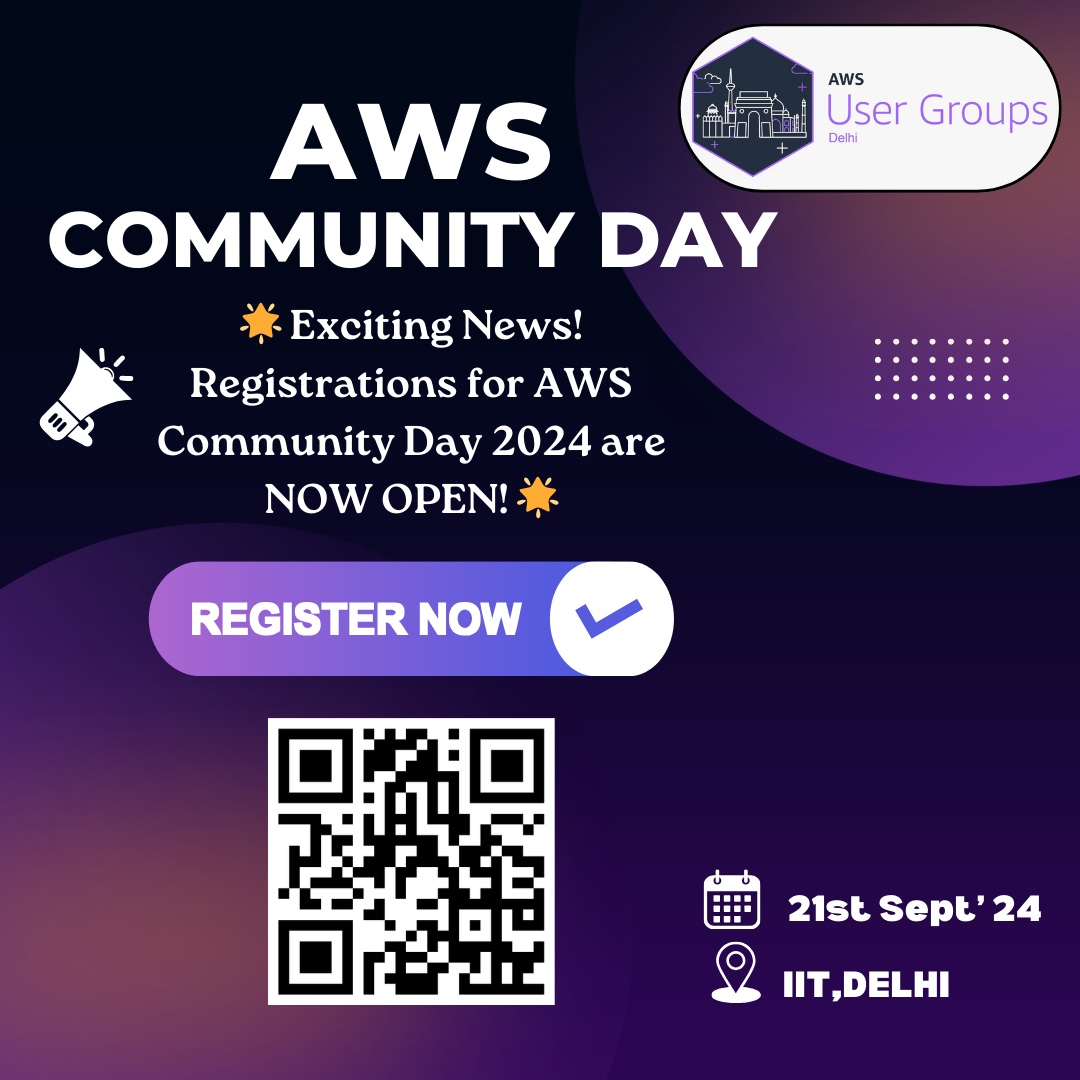 AWS
User Groups
Delhi
AWS
COMMUNITY DAY
🌟 Exciting News!
Registrations for AWS
Community Day 2024 are
NOW OPEN! 🌟
REGISTER NOW
21st Sept' 24
IIT,DELHI